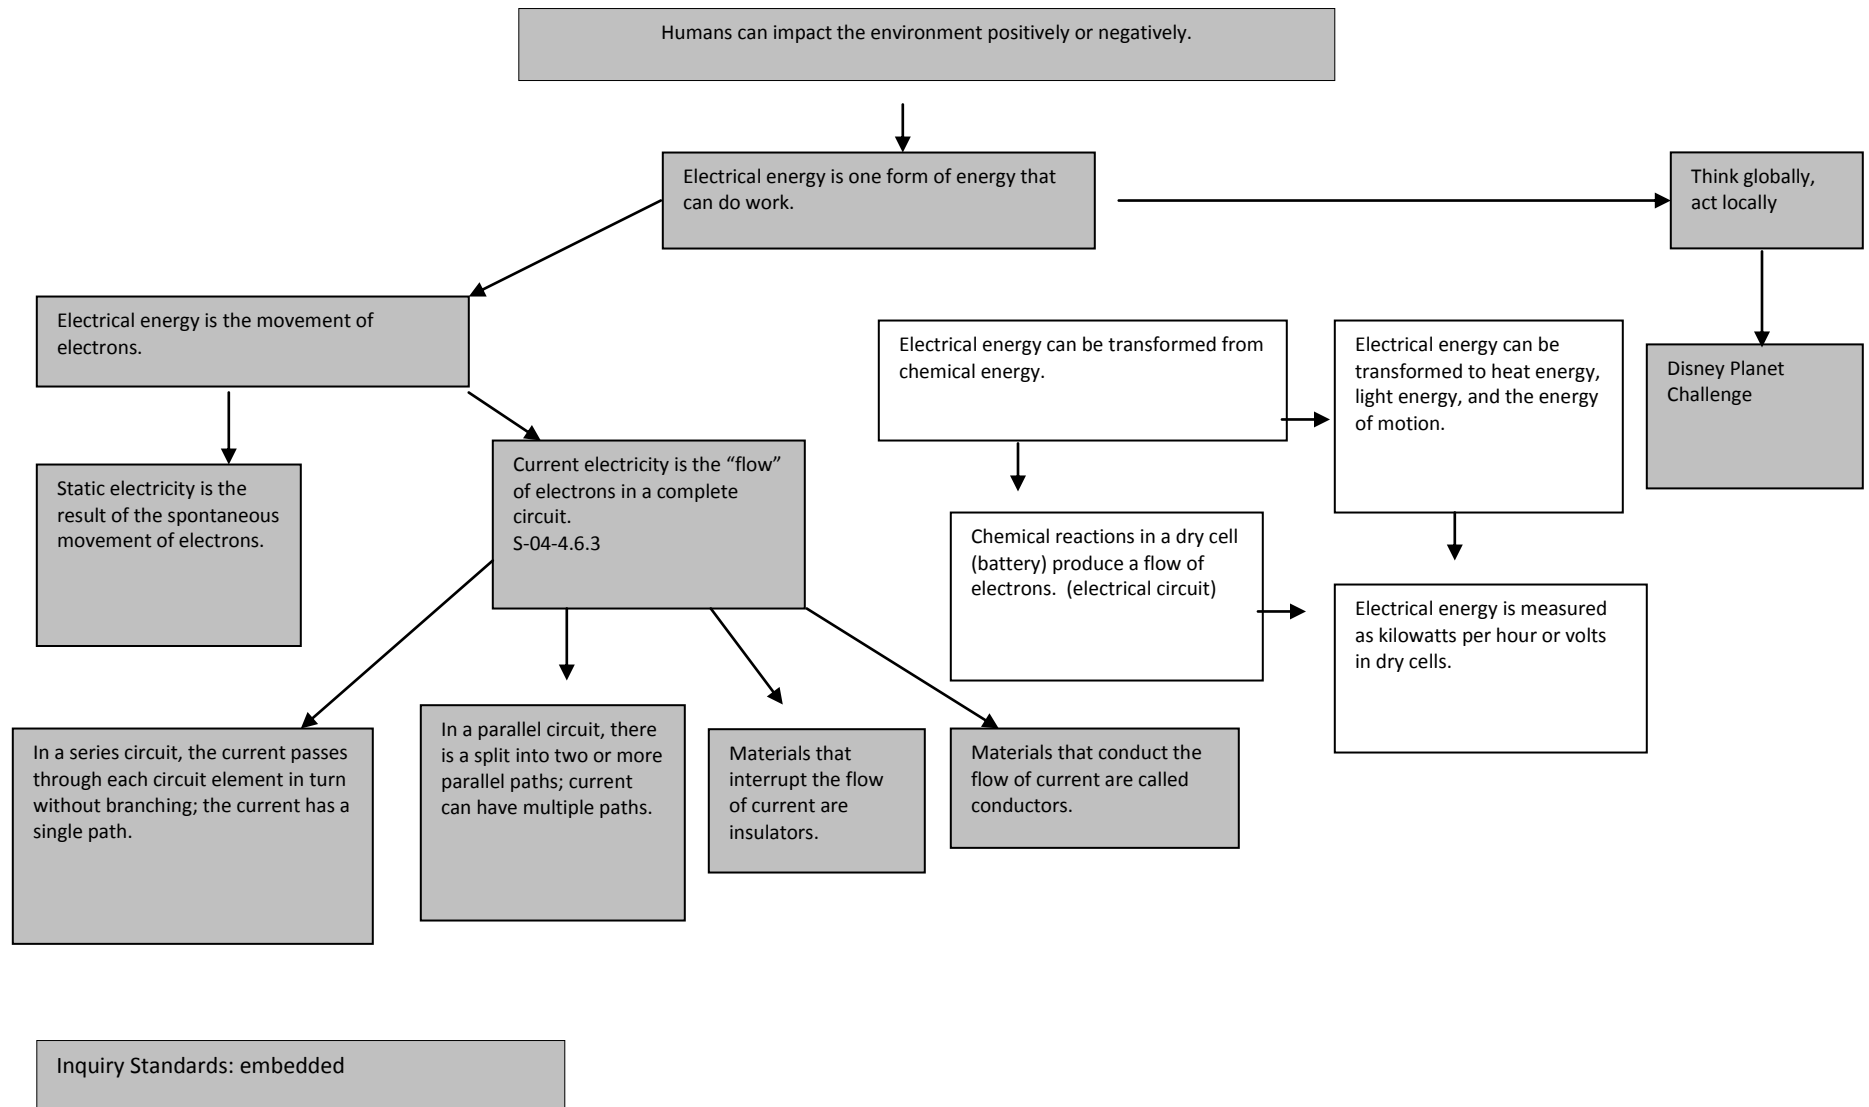 Humans can impact the environment positively or negatively.
Electrical energy is one form of energy that
can do work.
Think globally,
act locally
Electrical energy is the movement of
electrons.
Electrical energy can be transformed from
chemical energy.
Electrical energy can be
transformed to heat energy,
light energy, and the energy
of motion.
Disney Planet
Challenge
Static electricity is the
result of the spontaneous
movement of electrons.
Current electricity is the “flow”
of electrons in a complete
circuit.
S-04-4.6.3
Chemical reactions in a dry cell
(battery) produce a flow of
electrons.  (electrical circuit)
Electrical energy is measured
as kilowatts per hour or volts
in dry cells.
In a series circuit, the current passes
through each circuit element in turn
without branching; the current has a
single path.
In a parallel circuit, there
is a split into two or more
parallel paths; current
can have multiple paths.
Materials that
interrupt the flow
of current are
insulators.
Materials that conduct the
flow of current are called
conductors.
Inquiry Standards: embedded